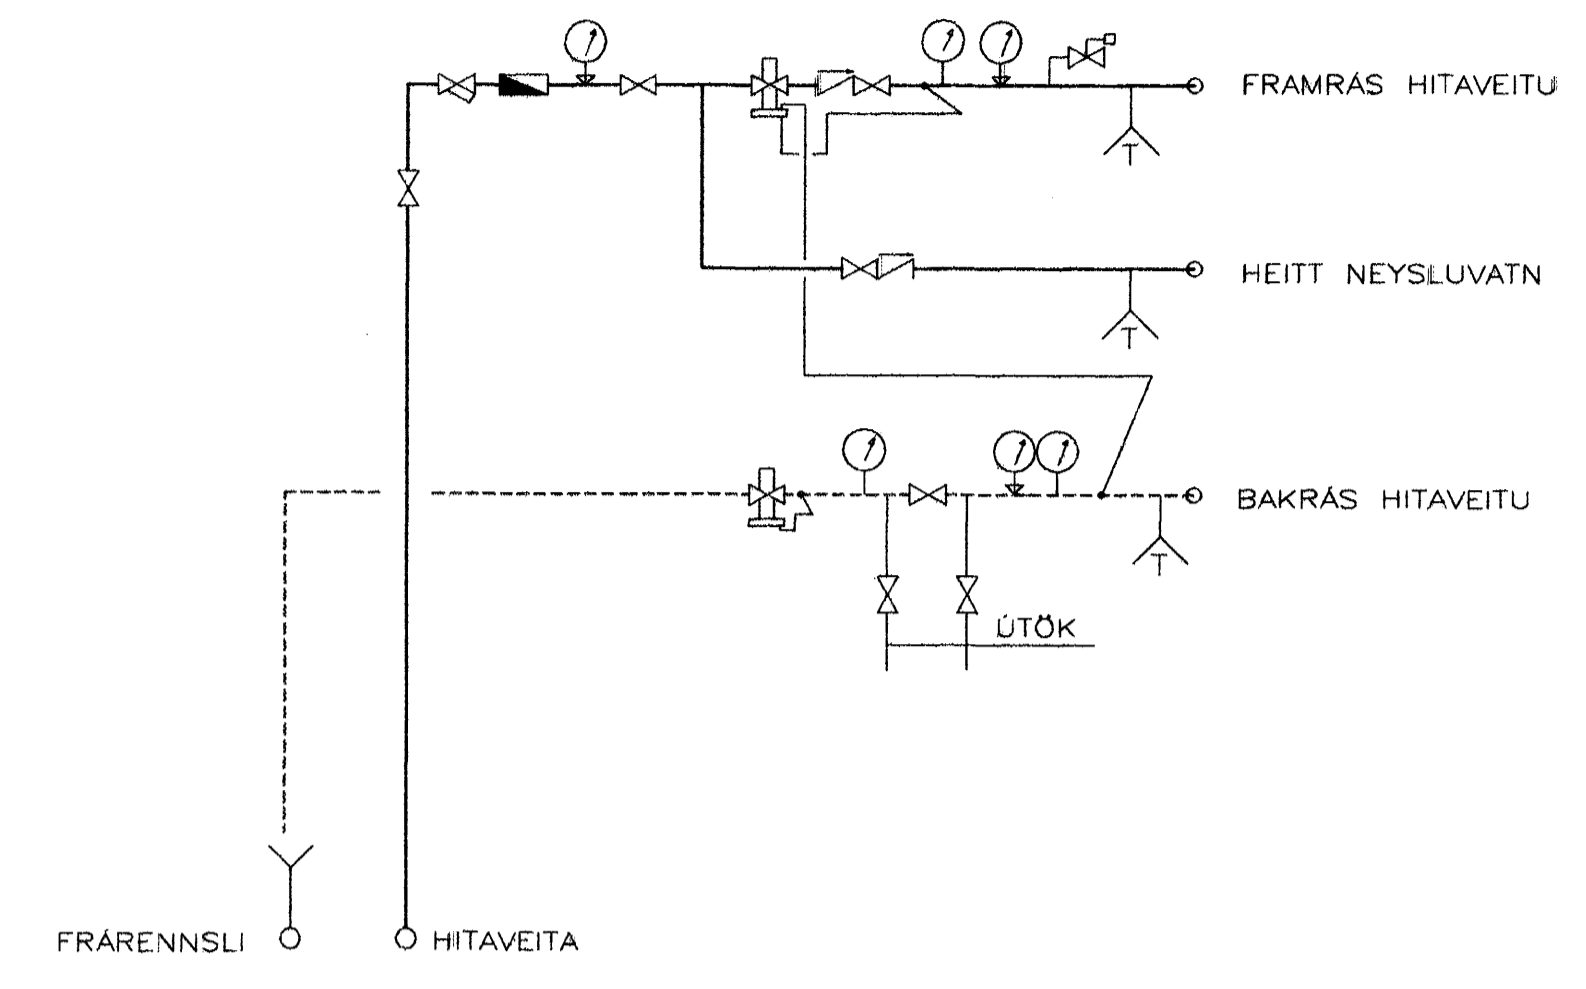 FRAMRÁS HITAVEITU
T
HEITT NEYSLUVATN
T
BAKRÁS HITAVEITU
T
ÚTÖK
FRÁRENNSLI
HITAVEITA